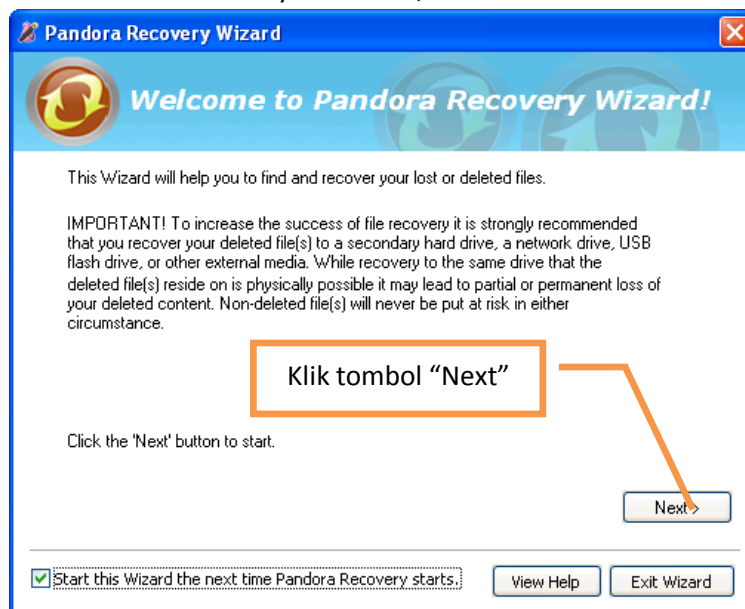 Pandora Recovery Wizard
Welcome to Pandora Recovery Wizard!
This Wizard will help you to find and recover your lost or deleted files.
IMPORTANT! To increase the success of file recovery it is strongly recommended
that you recover your deleted file(s) to a secondary hard drive, a network drive, USB
flash drive, or other external media. While recovery to the same drive that the
deleted file(s) reside on is physically possible it may lead to partial or permanent loss of
your deleted content. Non-deleted file(s) will never be put at risk in either
circumstance.
Klik tombol “Next”
Click the 'Next' button to start.
Next >
Start this Wizard the next time Pandora Recovery starts.
View Help
Exit Wizard